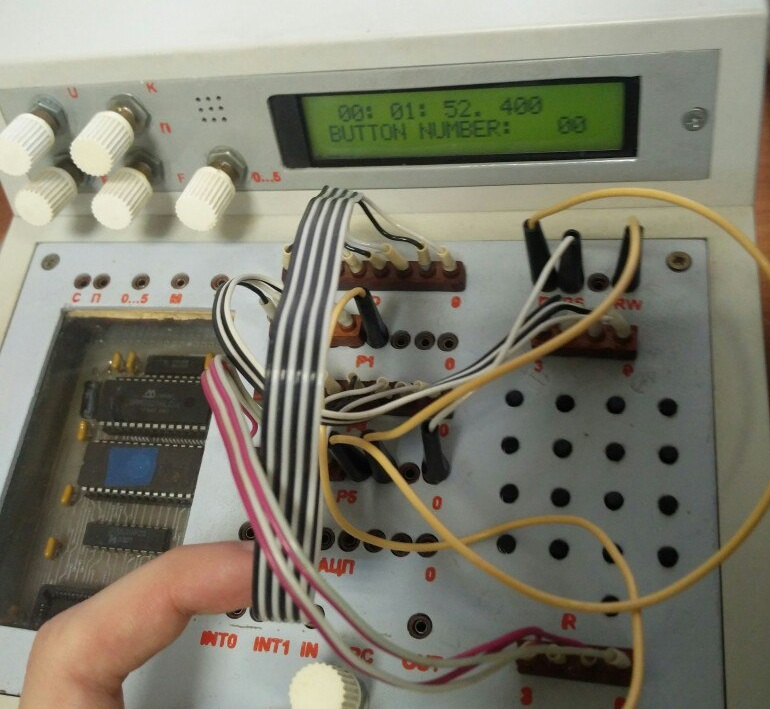 U K
П
F 0...5
00: 01: 52. 400
BUTTON NUMBER: 00
С П 0...5
0
RW
P1 0
3 0
0
P5 0
АЦП 0
R
INT0 INT1 IN
OUT
3